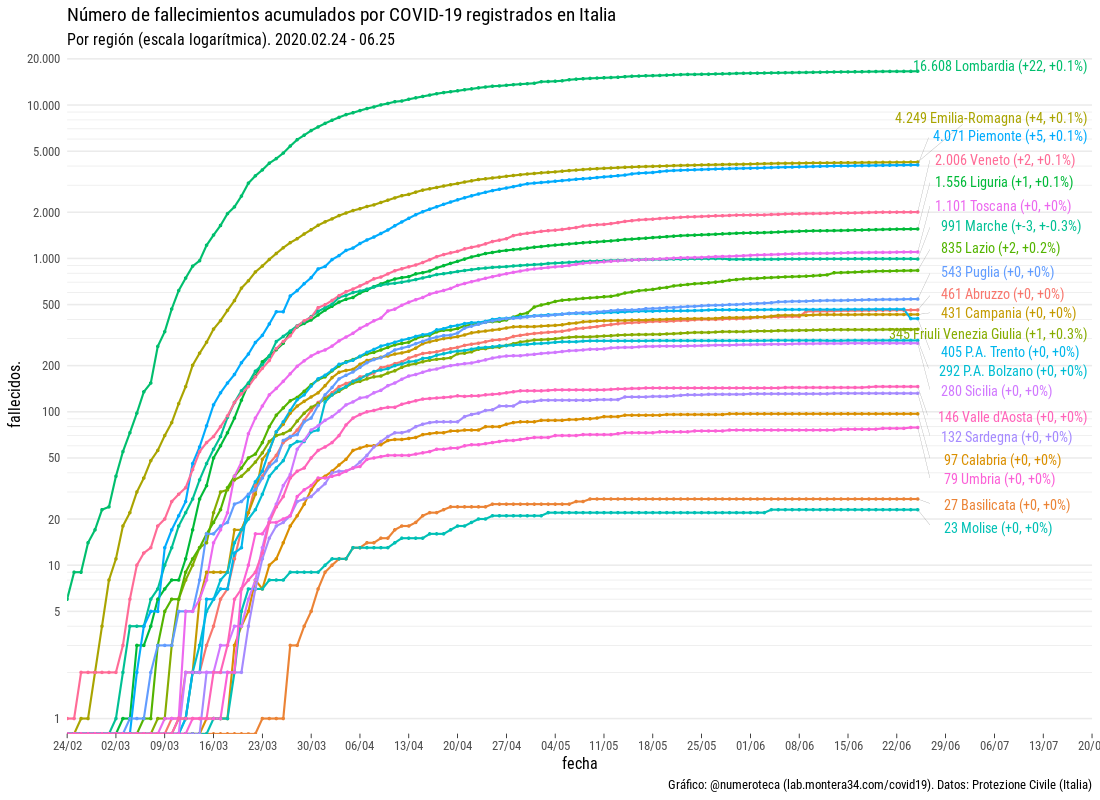 Número de fallecimientos acumulados por COVID-19 registrados en Italia
Por región (escala logarítmica). 2020.02.24 - 06.25
20.000
10.000
5.000
2.000
1.000
500
200
100
50
20
10
5
1
fallecidos.
16.608 Lombardia (+22, +0.1%)
4.249 Emilia-Romagna (+4, +0.1%)
4.071 Piemonte (+5, +0.1%)
2.006 Veneto (+2, +0.1%)
1.556 Liguria (+1, +0.1%)
1.101 Toscana (+0, +0%)
991 Marche (+-3, +-0.3%)
835 Lazio (+2, +0.2%)
543 Puglia (+0, +0%)
461 Abruzzo (+0, +0%)
431 Campania (+0, +0%)
345 Friuli Venezia Giulia (+1, +0.3%)
405 P.A. Trento (+0, +0%)
292 P.A. Bolzano (+0, +0%)
280 Sicilia (+0, +0%)
146 Valle d'Aosta (+0, +0%)
132 Sardegna (+0, +0%)
97 Calabria (+0, +0%)
79 Umbria (+0, +0%)
27 Basilicata (+0, +0%)
23 Molise (+0, +0%)
24/02 02/03 09/03 16/03 23/03 30/03 06/04 13/04 20/04 27/04 04/05 11/05 18/05 25/05 01/06 08/06 15/06 22/06 29/06 06/07 13/07 20/0
fecha
Gráfico: @numeroteca (lab.montera34.com/covid19). Datos: Protezione Civile (Italia)